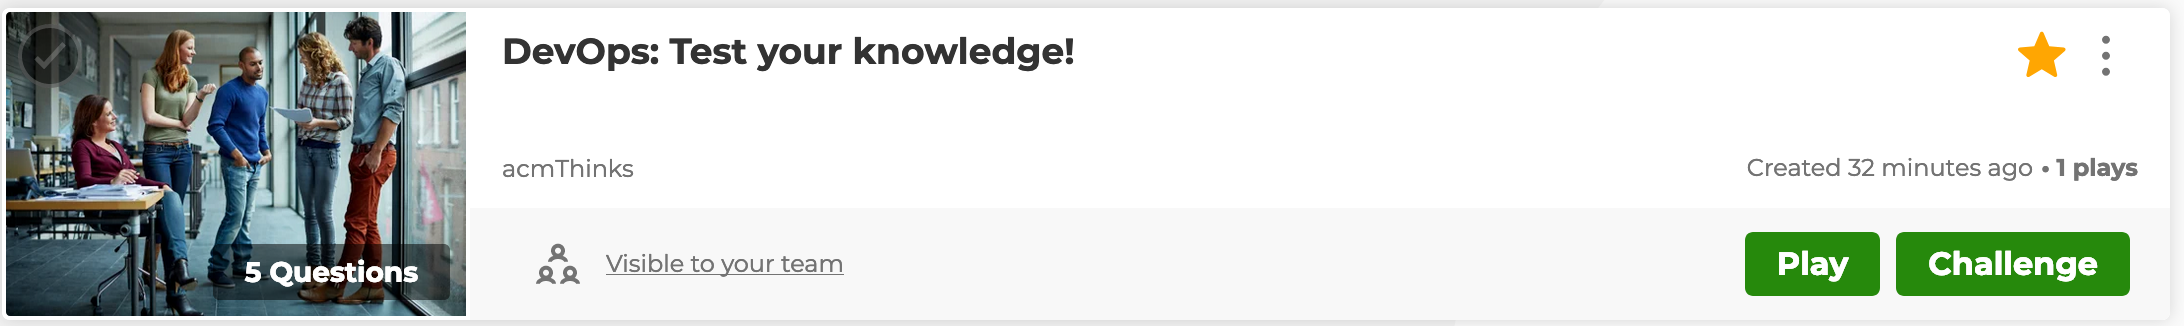 DevOps: Test your knowledge!
acmThinks
Created 32 minutes ago • 1 plays
5 Questions
Visible to your team
Play
Challenge